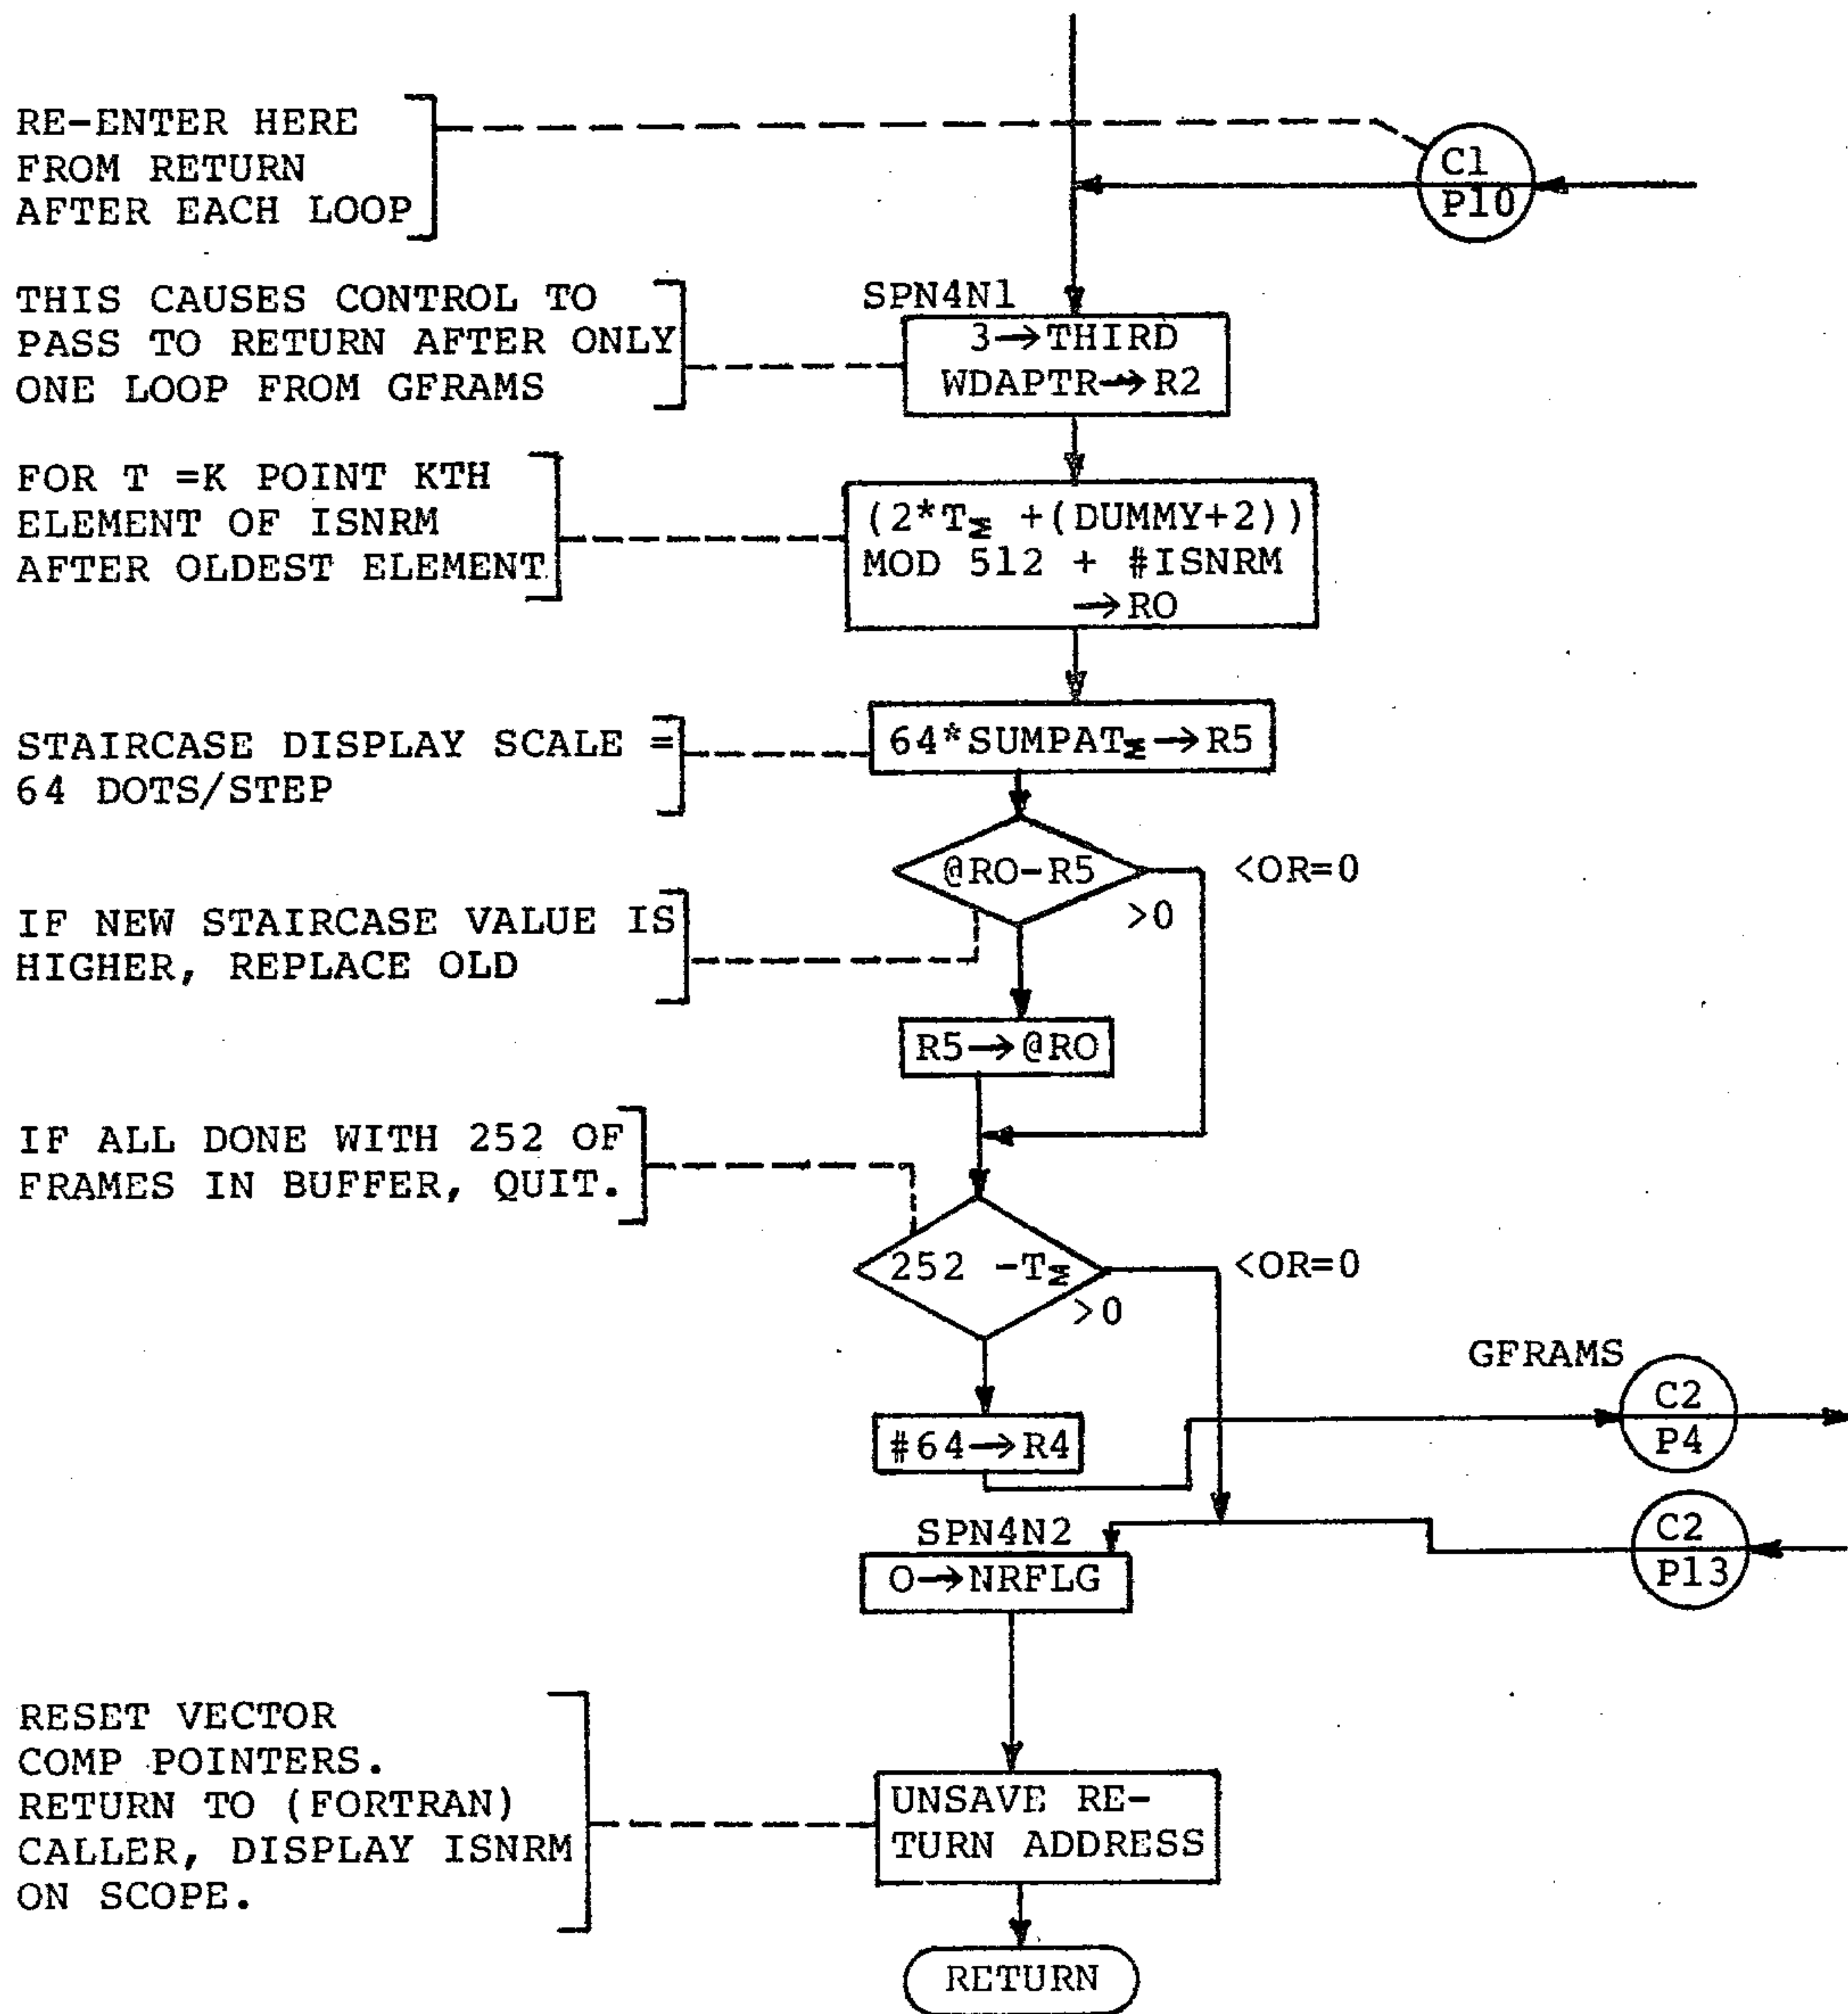 RE-ENTER HERE
FROM RETURN
AFTER EACH LOOP
C1
P10
THIS CAUSES CONTROL TO
PASS TO RETURN AFTER ONLY
ONE LOOP FROM GFRAMS
SPN4N1
3→THIRD
WDAPTR→R2
FOR T =K POINT KTH
ELEMENT OF ISNRM
AFTER OLDEST ELEMENT
(2*T_M +(DUMMY+2))
MOD 512 + #ISNRM
→RO
STAIRCASE DISPLAY SCALE =
64 DOTS/STEP
64*SUMPAT_M→R5
@RO-R5
<OR=0
>0
IF NEW STAIRCASE VALUE IS
HIGHER, REPLACE OLD
R5→@RO
IF ALL DONE WITH 252 OF
FRAMES IN BUFFER, QUIT.
252 -T_M
<OR=0
>0
GFRAMS
C2
P4
#64→R4
SPN4N2
O→NRFLG
C2
P13
RESET VECTOR
COMP POINTERS.
RETURN TO (FORTRAN)
CALLER, DISPLAY ISNRM
ON SCOPE.
UNSAVE RE-
TURN ADDRESS
RETURN